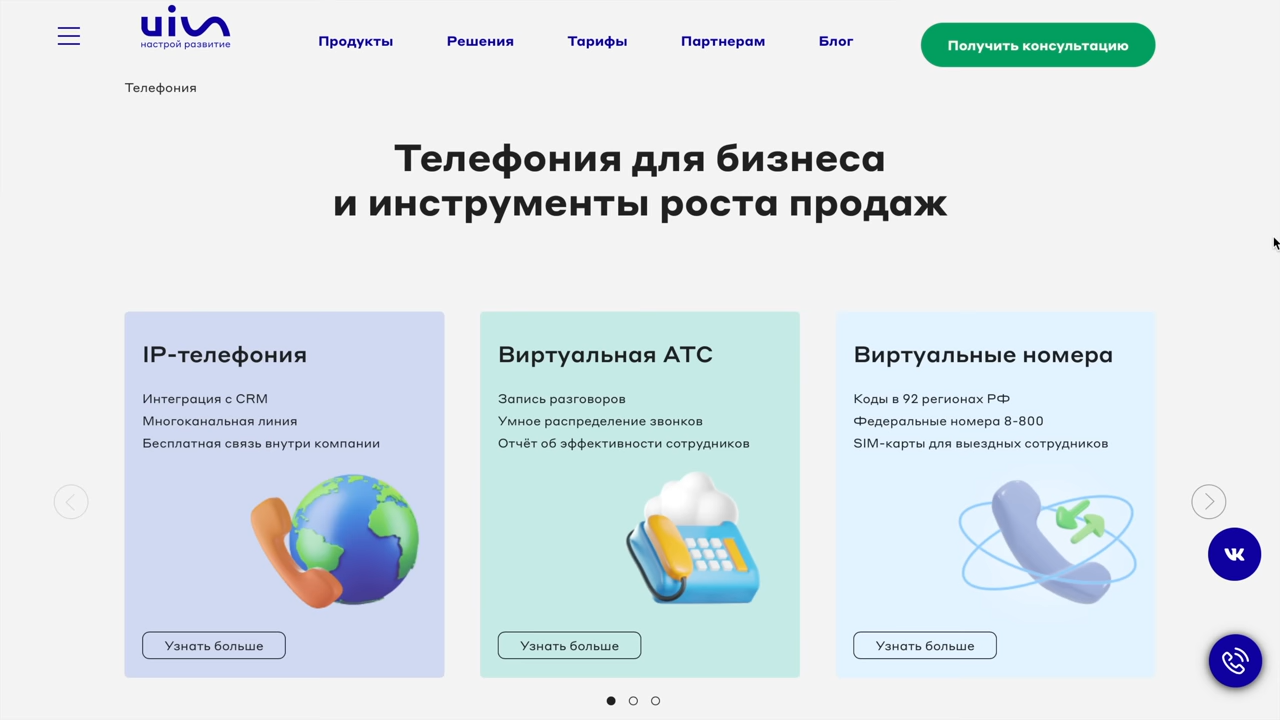 uis
настрой развитие
Продукты
Решения
Тарифы
Партнерам
Блог
Получить консультацию
Телефония
Телефония для бизнеса
и инструменты роста продаж
IP-телефония
Интеграция с CRM
Многоканальная линия
Бесплатная связь внутри компании
Узнать больше
Виртуальная АТС
Запись разговоров
Умное распределение звонков
Отчёт об эффективности сотрудников
Узнать больше
Виртуальные номера
Коды в 92 регионах РФ
Федеральные номера 8-800
SIM-карты для выездных сотрудников
Узнать больше